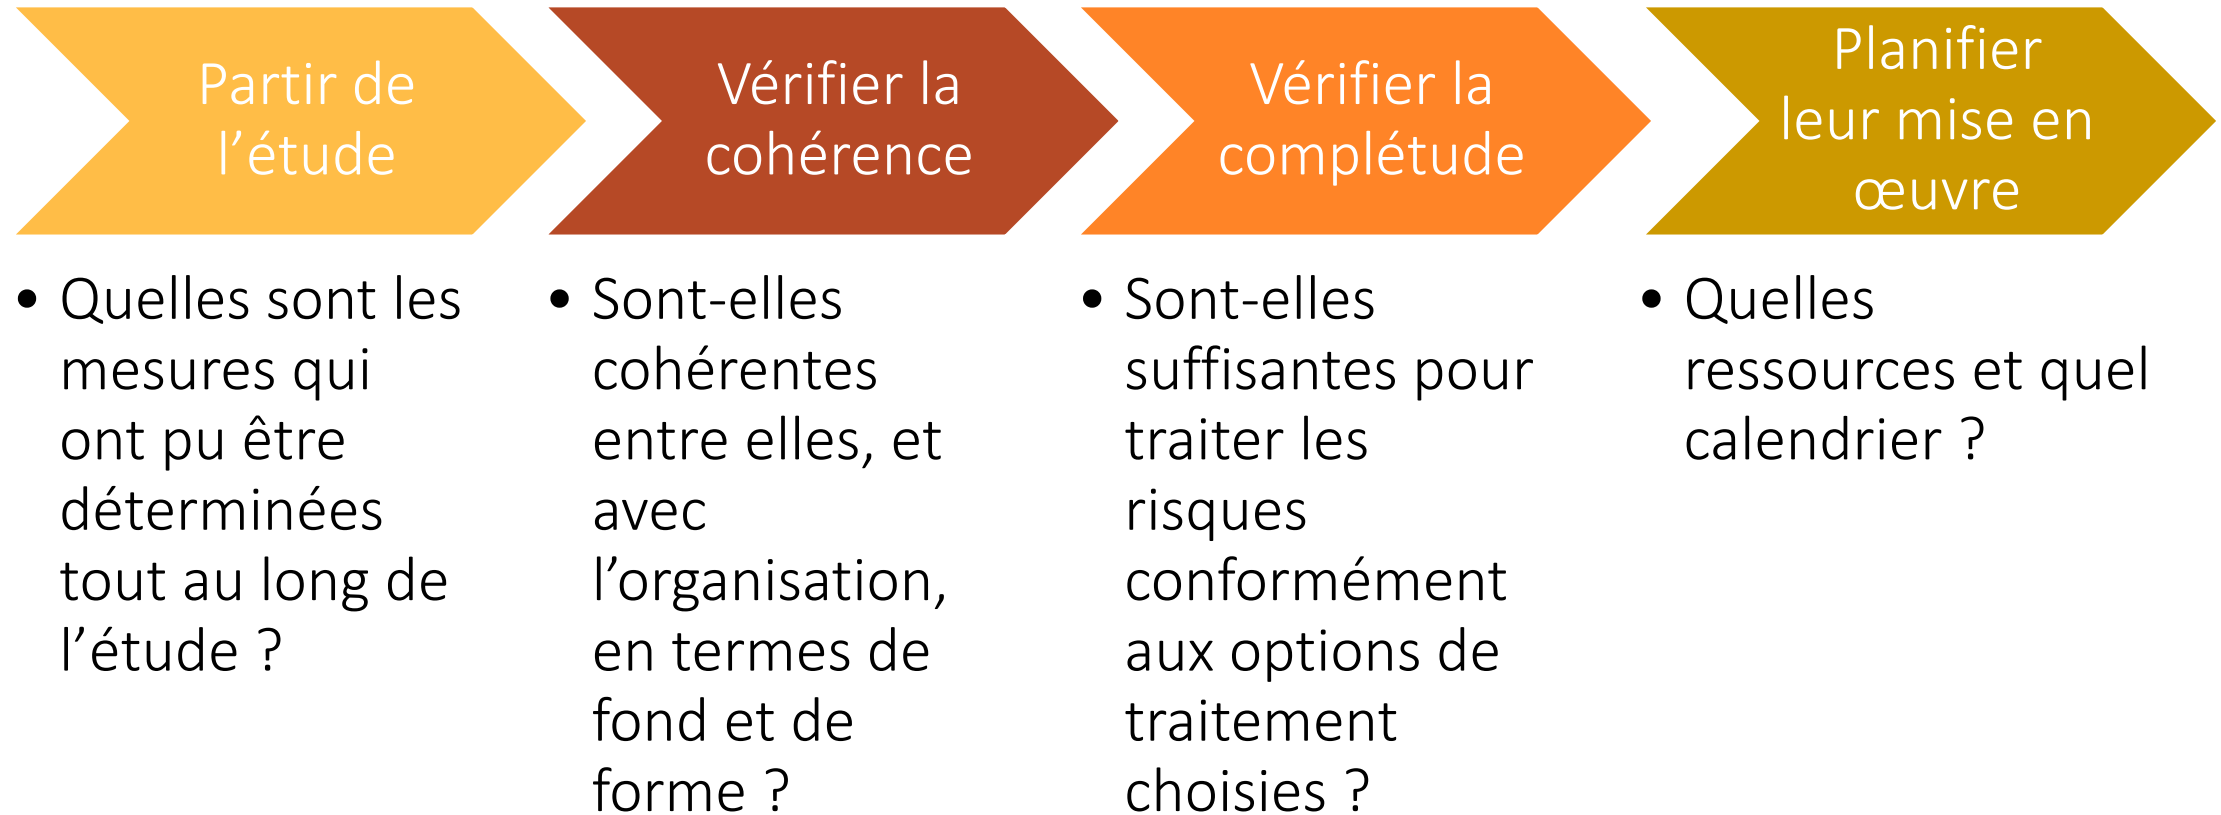 Partir de
l’étude
• Quelles sont les
mesures qui
ont pu être
déterminées
tout au long de
l’étude ?
Vérifier la
cohérence
• Sont-elles
cohérentes
entre elles, et
avec
l’organisation,
en termes de
fond et de
forme ?
Vérifier la
complétude
• Sont-elles
suffisantes pour
traiter les
risques
conformément
aux options de
traitement
choisies ?
Planifier
leur mise en
œuvre
• Quelles
ressources et quel
calendrier ?